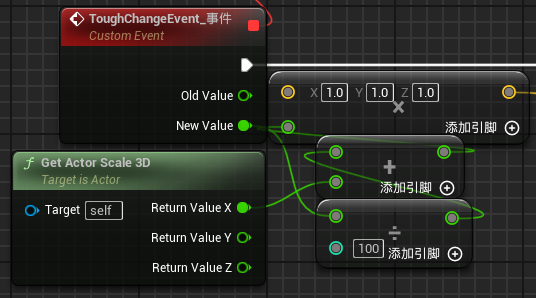 ToughChangeEvent_事件
Custom Event
Old Value
New Value
X 1.0 Y 1.0 Z 1.0
×
添加引脚
+
添加引脚
÷
100
添加引脚
f Get Actor Scale 3D
Target is Actor
Target self
Return Value X
Return Value Y
Return Value Z